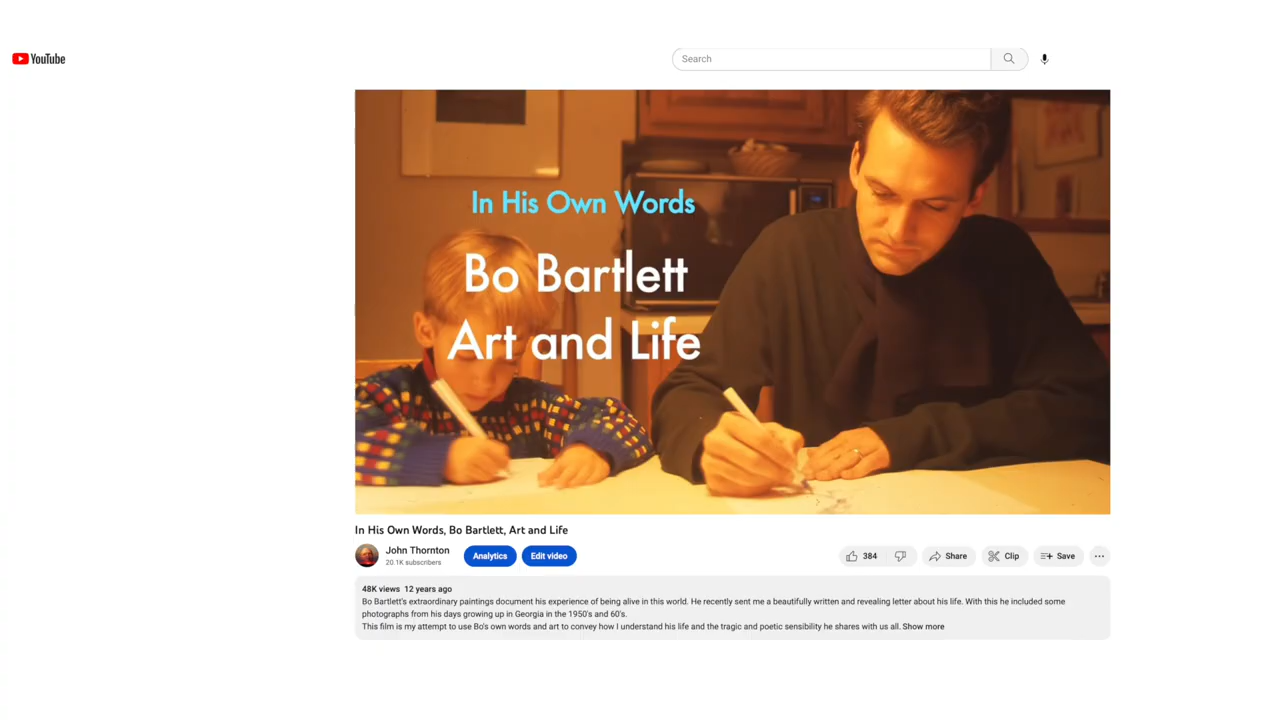 YouTube
Search
In His Own Words
Bo Bartlett
Art and Life
In His Own Words, Bo Bartlett, Art and Life
John Thornton
20.1K subscribers
Analytics
Edit video
384
Share
Clip
Save
48K views 12 years ago
Bo Bartlett's extraordinary paintings document his experience of being alive in this world. He recently sent me a beautifully written and revealing letter about his life. With this he included some
photographs from his days growing up in Georgia in the 1950's and 60's.
This film is my attempt to use Bo's own words and art to convey how I understand his life and the tragic and poetic sensibility he shares with us all. Show more